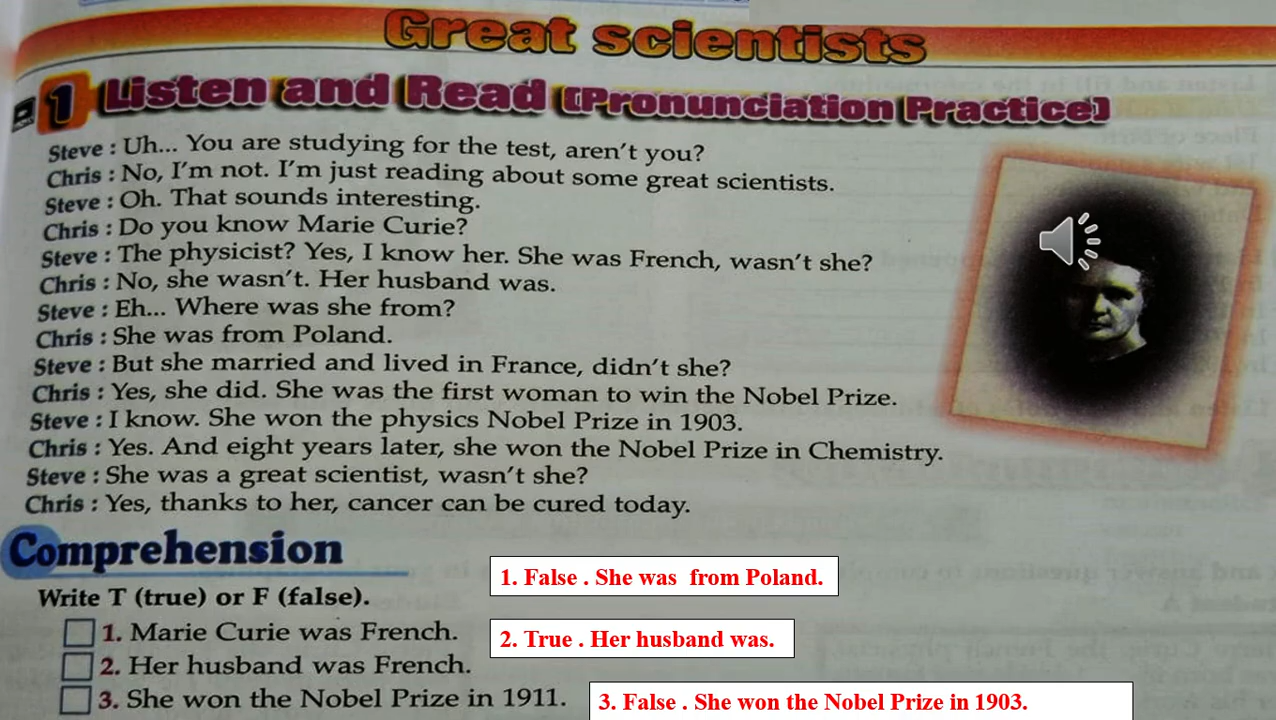 Great scientists
1 Listen and Read (Pronunciation Practice)
Steve : Uh... You are studying for the test, aren't you?
Chris : No, I'm not. I'm just reading about some great scientists.
Steve : Oh. That sounds interesting.
Chris : Do you know Marie Curie?
Steve : The physicist? Yes, I know her. She was French, wasn't she?
Chris : No, she wasn't. Her husband was.
Steve : Eh... Where was she from?
Chris : She was from Poland.
Steve : But she married and lived in France, didn't she?
Chris : Yes, she did. She was the first woman to win the Nobel Prize.
Steve : I know. She won the physics Nobel Prize in 1903.
Chris : Yes. And eight years later, she won the Nobel Prize in Chemistry.
Steve : She was a great scientist, wasn't she?
Chris : Yes, thanks to her, cancer can be cured today.
Comprehension
Write T (true) or F (false).
1. Marie Curie was French.
2. Her husband was French.
3. She won the Nobel Prize in 1911.
1. False . She was from Poland.
2. True . Her husband was.
3. False . She won the Nobel Prize in 1903.